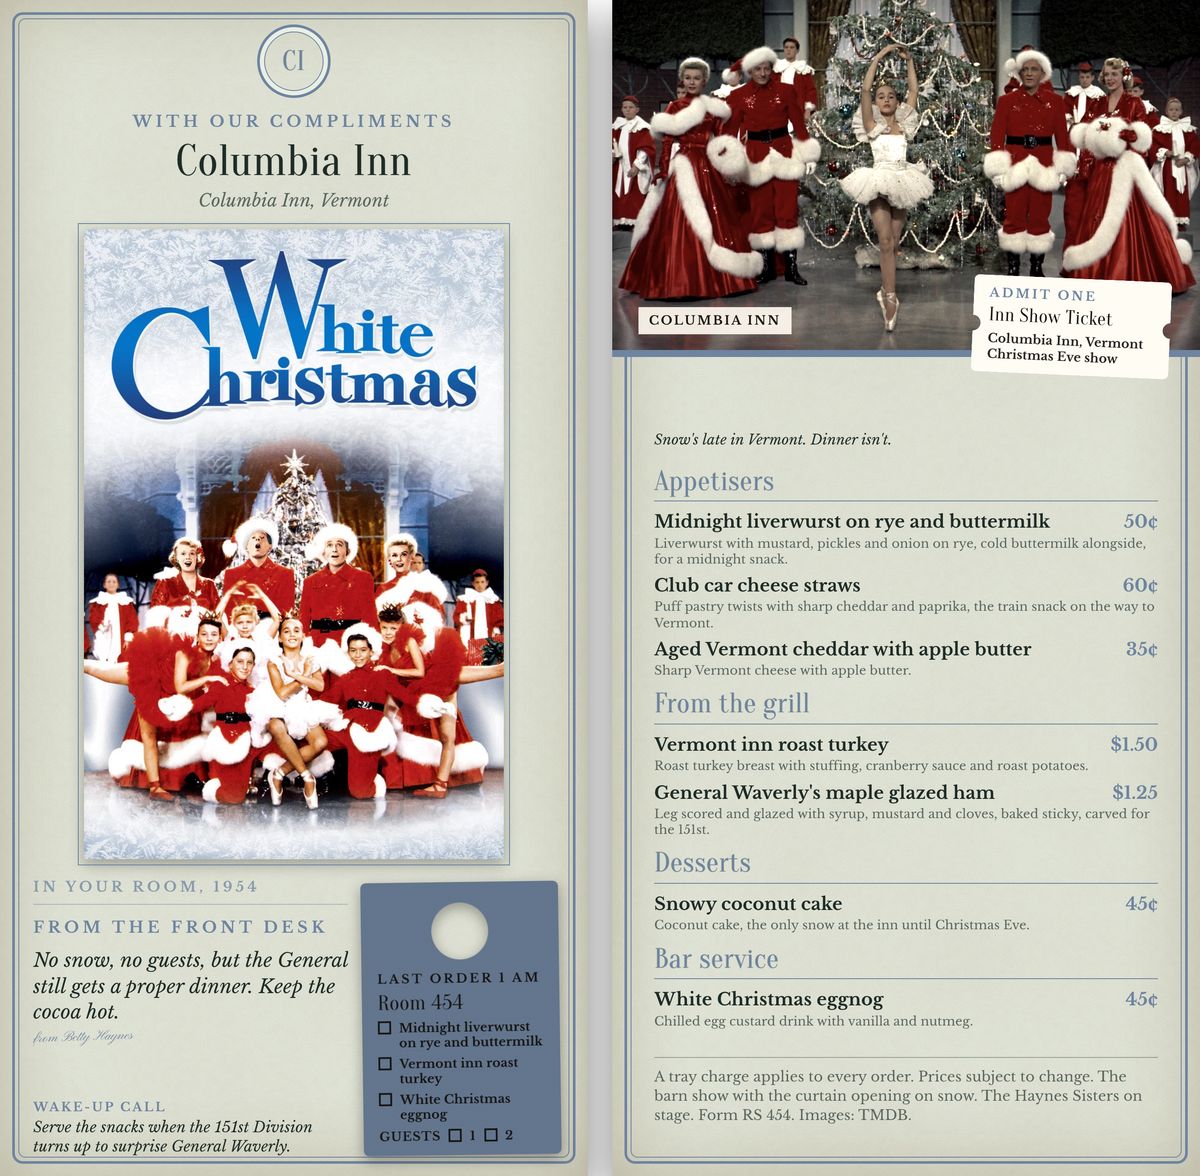 CI
WITH OUR COMPLIMENTS
Columbia Inn
Columbia Inn, Vermont
White
Christmas
IN YOUR ROOM, 1954
FROM THE FRONT DESK
No snow, no guests, but the General
still gets a proper dinner. Keep the
cocoa hot.
from Betty Haynes
WAKE-UP CALL
Serve the snacks when the 151st Division
turns up to surprise General Waverly.
LAST ORDER 1 AM
Room 454
Midnight liverwurst
on rye and buttermilk
Vermont inn roast
turkey
White Christmas
eggnog
GUESTS 1 2
COLUMBIA INN
ADMIT ONE
Inn Show Ticket
Columbia Inn, Vermont
Christmas Eve show
Snow's late in Vermont. Dinner isn't.
Appetisers
Midnight liverwurst on rye and buttermilk 50¢
Liverwurst with mustard, pickles and onion on rye, cold buttermilk alongside,
for a midnight snack.
Club car cheese straws 60¢
Puff pastry twists with sharp cheddar and paprika, the train snack on the way to
Vermont.
Aged Vermont cheddar with apple butter 35¢
Sharp Vermont cheese with apple butter.
From the grill
Vermont inn roast turkey $1.50
Roast turkey breast with stuffing, cranberry sauce and roast potatoes.
General Waverly's maple glazed ham $1.25
Leg scored and glazed with syrup, mustard and cloves, baked sticky, carved for
the 151st.
Desserts
Snowy coconut cake 45¢
Coconut cake, the only snow at the inn until Christmas Eve.
Bar service
White Christmas eggnog 45¢
Chilled egg custard drink with vanilla and nutmeg.
A tray charge applies to every order. Prices subject to change. The
barn show with the curtain opening on snow. The Haynes Sisters on
stage. Form RS 454. Images: TMDB.